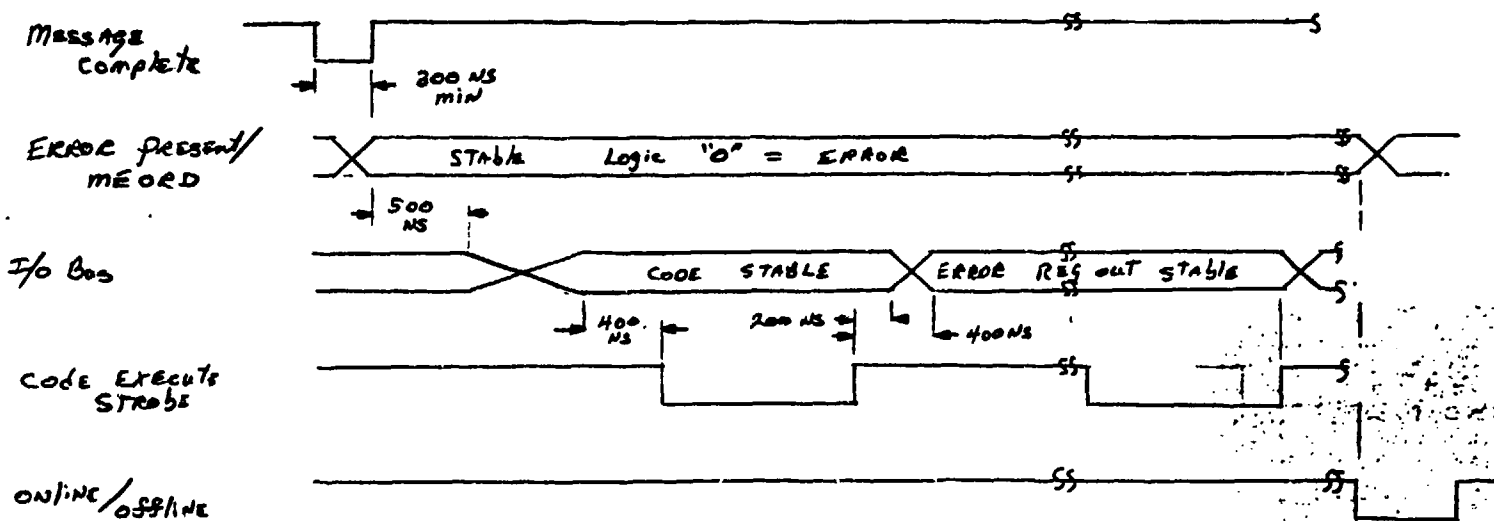 MESSAGE
Complete
200 NS
min
ERROR PRESENT/
MEORD
STAble Logic "O" = ERROR
500
NS
I/O Bus
CODE STABLE
ERROR REG OUT STABLE
400
NS
200 NS
400 NS
CODE EXECUTE
STROBE
ONLINE/OFFLINE